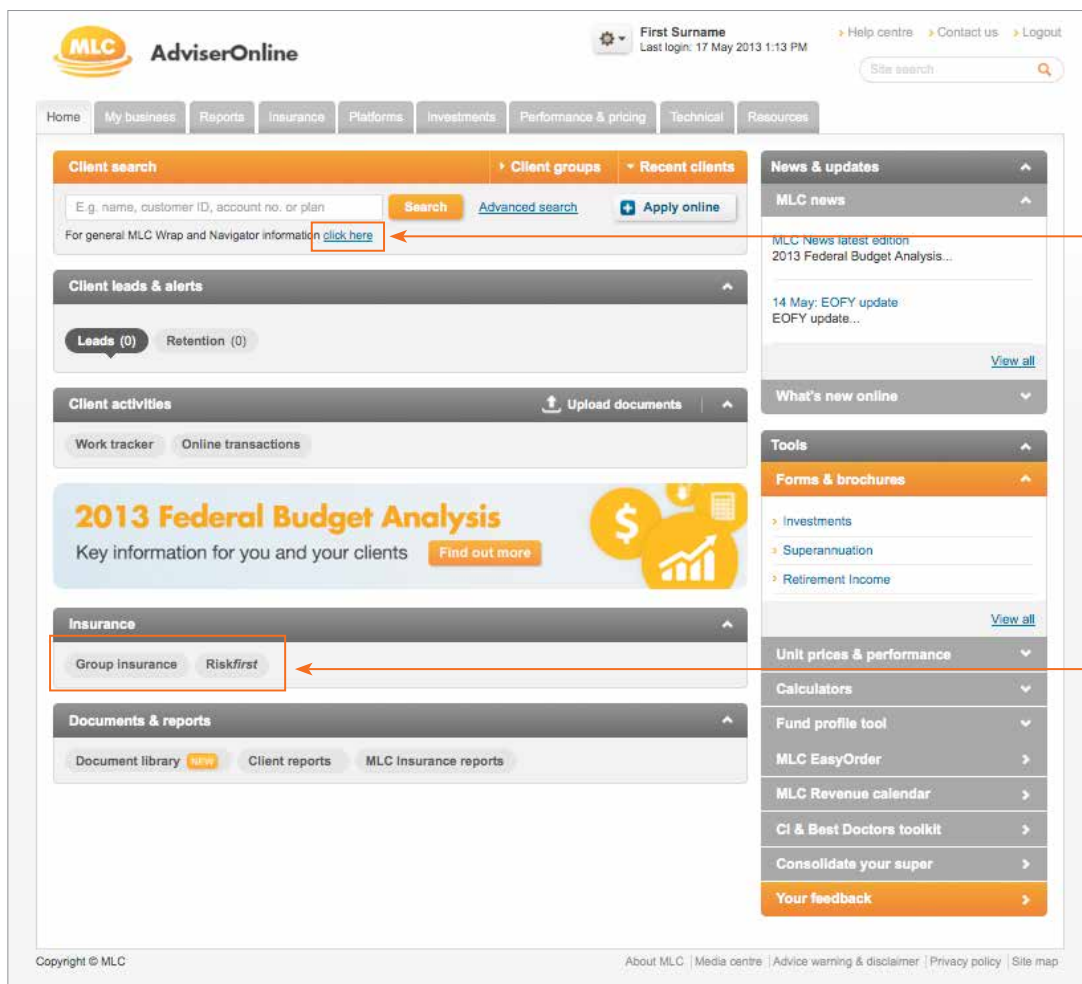 MLC
AdviserOnline
First Surname
Last login: 17 May 2013 1:13 PM
Help centre Contact us Logout
Site search
Home My business Reports Insurance Platforms Investments Performance & pricing Technical Resources
Client search Client groups Recent clients
E.g. name, customer ID, account no. or plan Search Advanced search Apply online
For general MLC Wrap and Navigator information click here
Client leads & alerts
Leads (0) Retention (0)
Client activities Upload documents
Work tracker Online transactions
2013 Federal Budget Analysis
Key information for you and your clients Find out more
Insurance
Group insurance Riskfirst
Documents & reports
Document library NEW Client reports MLC Insurance reports
News & updates
MLC news
MLC News latest edition
2013 Federal Budget Analysis...
14 May: EOFY update
EOFY update...
View all
What's new online
Tools
Forms & brochures
Investments
Superannuation
Retirement Income
View all
Unit prices & performance
Calculators
Fund profile tool
MLC EasyOrder
MLC Revenue calendar
CI & Best Doctors toolkit
Consolidate your super
Your feedback
Copyright © MLC
About MLC | Media centre | Advice warning & disclaimer | Privacy policy | Site map